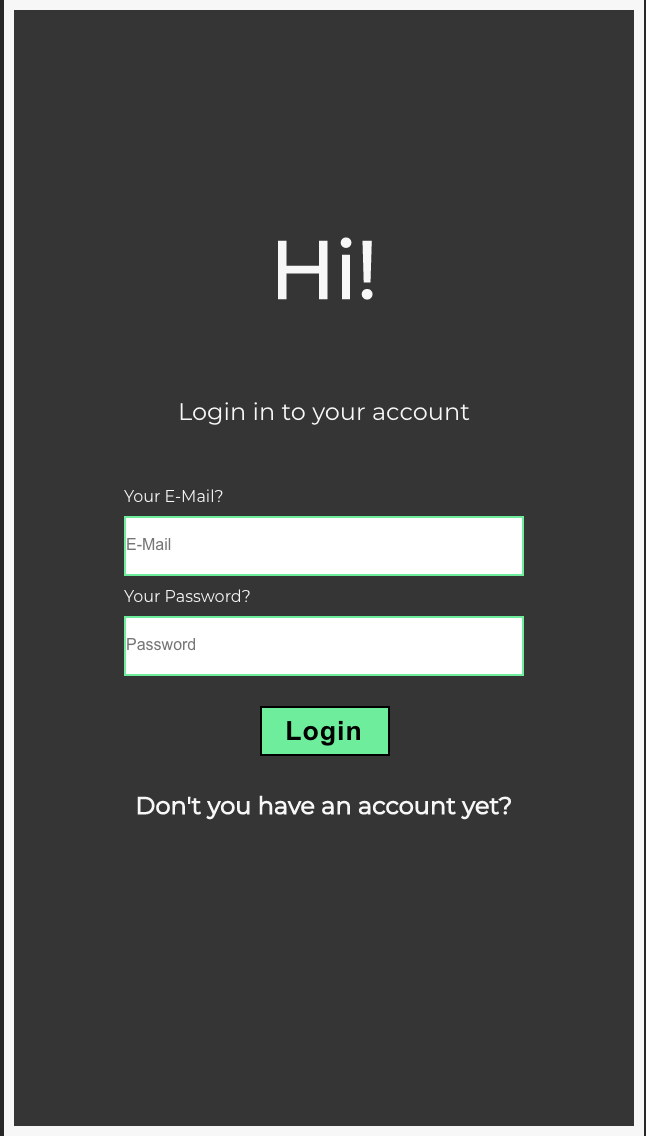 Hi!
Login in to your account
Your E-Mail?
E-Mail
Your Password?
Password
Login
Don't you have an account yet?